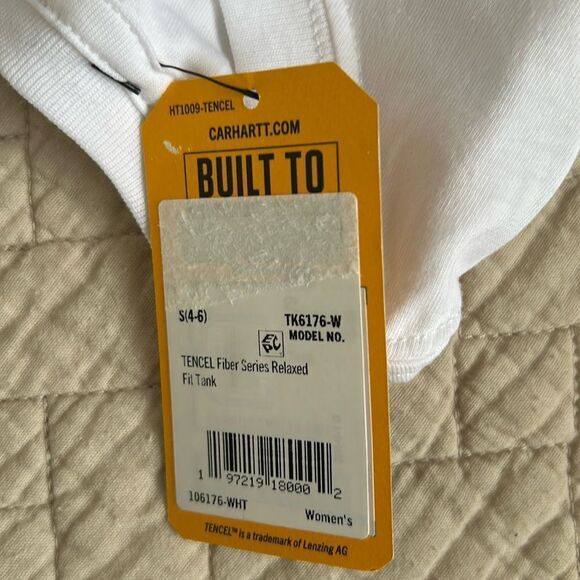 HT1009-TENCEL
CARHARTT.COM
BUILT TO
S(4-6)
TK6176-W
MODEL NO.
EPC
TENCEL Fiber Series Relaxed
Fit Tank
1 97219 18000 2
106176-WHT
Women's
TENCEL™ is a trademark of Lenzing AG